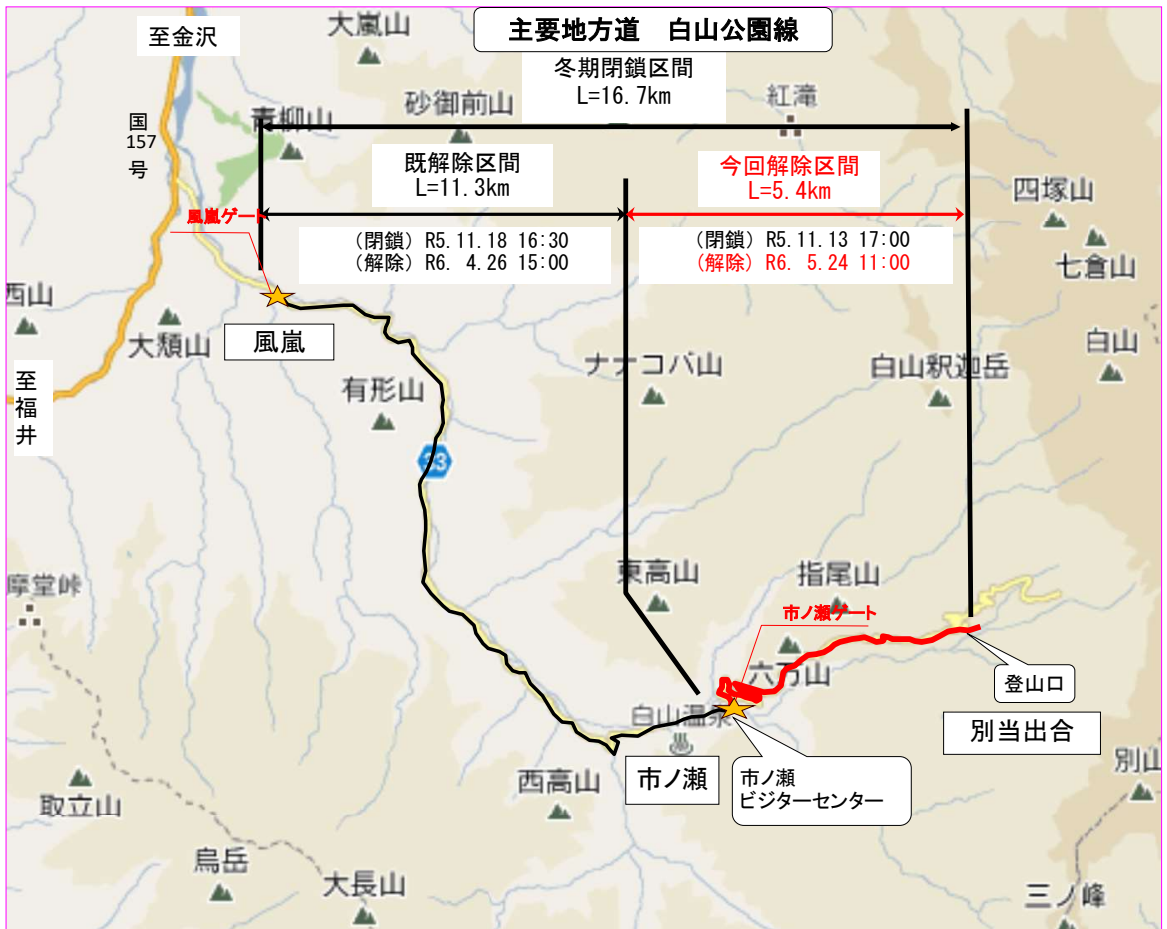 主要地方道 白山公園線
至金沢
大嵐山
冬期閉鎖区間
L=16.7km
国
157
号
青柳山
砂御前山
紅滝
既解除区間
L=11.3km
今回解除区間
L=5.4km
四塚山
七倉山
風嵐ゲート
(閉鎖) R5.11.18 16:30
(解除) R6. 4.26 15:00
(閉鎖) R5.11.13 17:00
(解除) R6. 5.24 11:00
西山
大頽山
風嵐
ナナコバ山
白山釈迦岳
白山
至
福
井
有形山
33
東高山
指尾山
市ノ瀬ゲート
摩堂峠
六万山
登山口
白山温泉
別当出合
市ノ瀬
市ノ瀬
ビジターセンター
西高山
別山
取立山
烏岳
大長山
三ノ峰